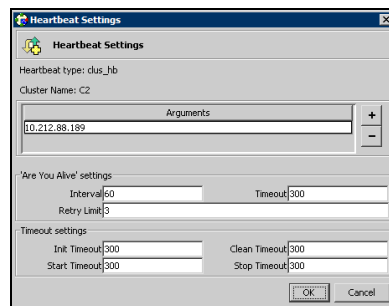 Heartbeat Settings
Heartbeat Settings
Heartbeat type: clus_hb
Cluster Name: C2
Arguments
10.212.88.189
+
-
'Are You Alive' settings
Interval 60 Timeout 300
Retry Limit 3
Timeout settings
Init Timeout 300 Clean Timeout 300
Start Timeout 300 Stop Timeout 300
OK Cancel